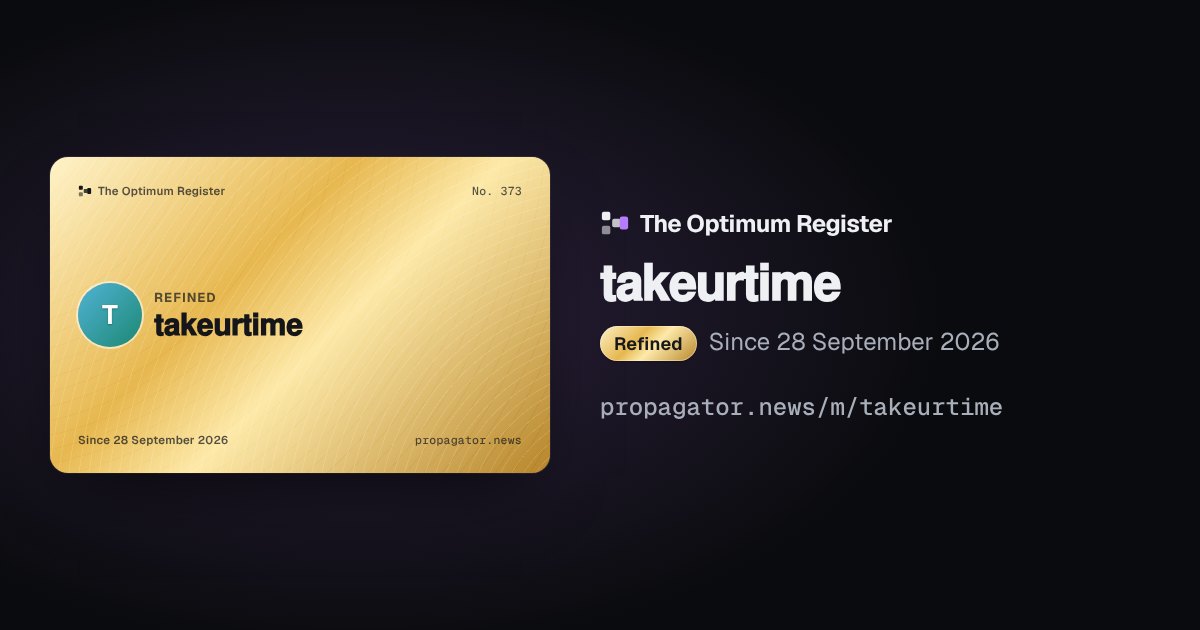 The Optimum Register
No. 373
T
REFINED
takeurtime
Since 28 September 2026
propagator.news
The Optimum Register
takeurtime
Refined
Since 28 September 2026
propagator.news/m/takeurtime